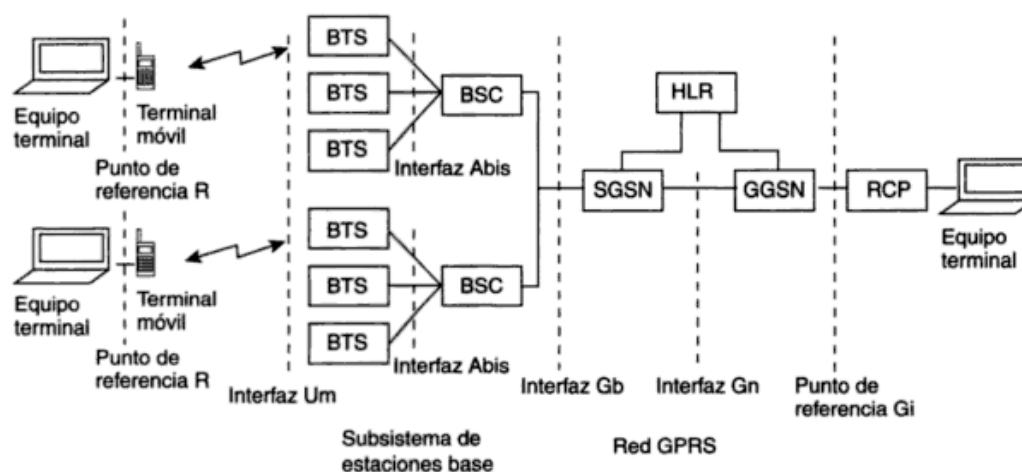 BTS
BTS
BTS
BSC
HLR
Equipo
terminal
Terminal
móvil
Punto de
referencia R
Interfaz Abis
SGSN
GGSN
RCP
Equipo
terminal
BTS
BTS
BTS
BSC
Equipo
terminal
Terminal
móvil
Punto de
referencia R
Interfaz Abis
Interfaz Um
Interfaz Gb
Interfaz Gn
Punto de
referencia Gi
Subsistema de
estaciones base
Red GPRS